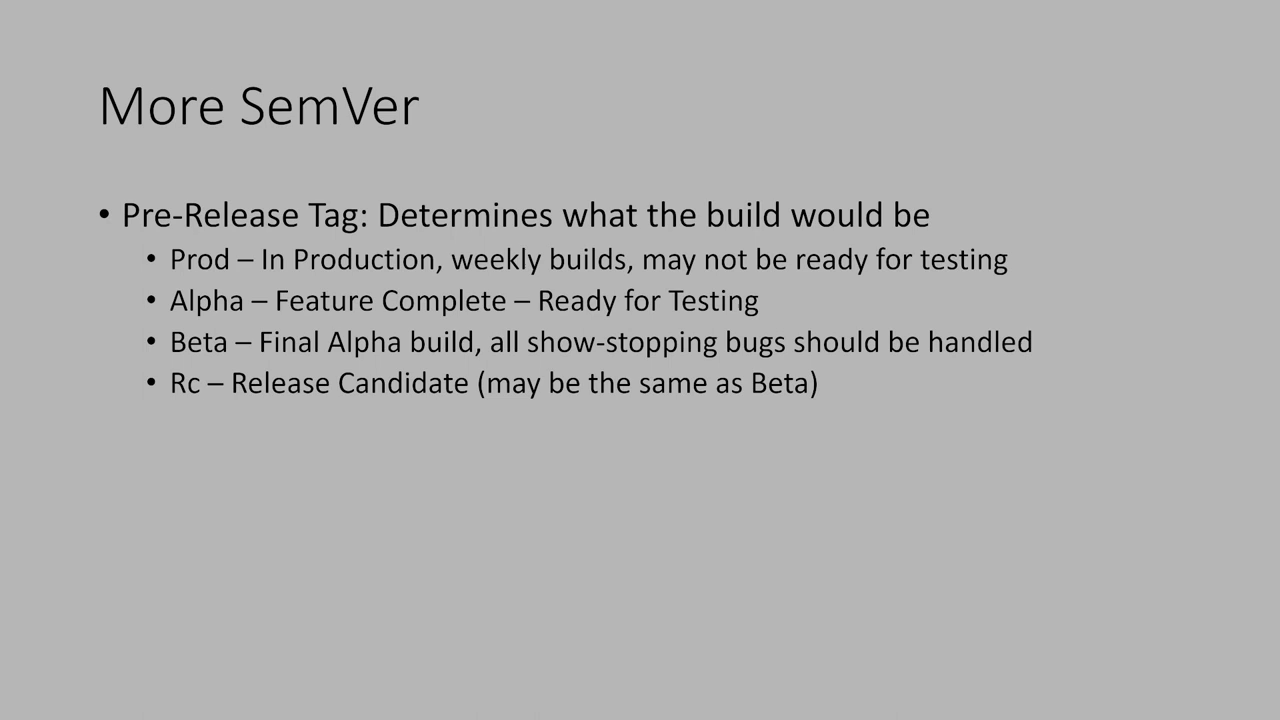 More SemVer
• Pre-Release Tag: Determines what the build would be
• Prod – In Production, weekly builds, may not be ready for testing
• Alpha – Feature Complete – Ready for Testing
• Beta – Final Alpha build, all show-stopping bugs should be handled
• Rc – Release Candidate (may be the same as Beta)